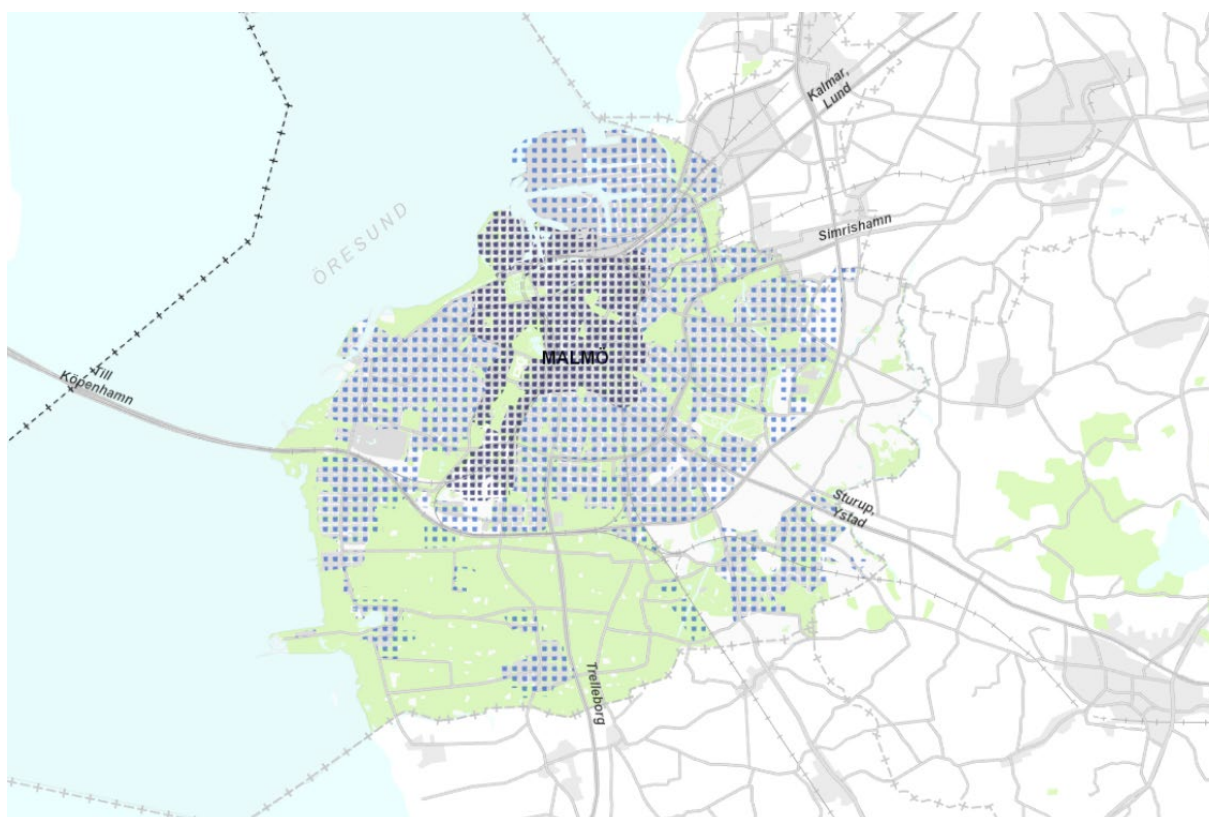 Kalmar,
Lund
ÖRESUND
Simrishamn
MALMÖ
Till
Köpenhamn
Sturup,
Ystad
Trelleborg